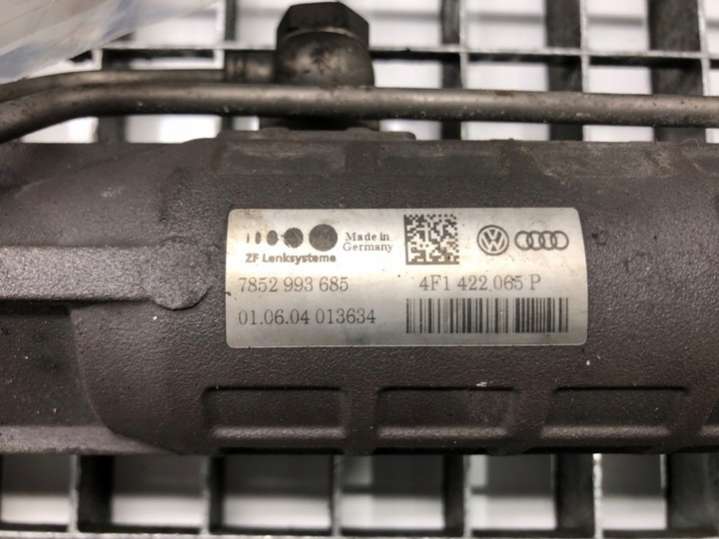 Made in
Germany
ZF Lenksysteme
7852 993 685
4F1 422 065 P
01.06.04 013634